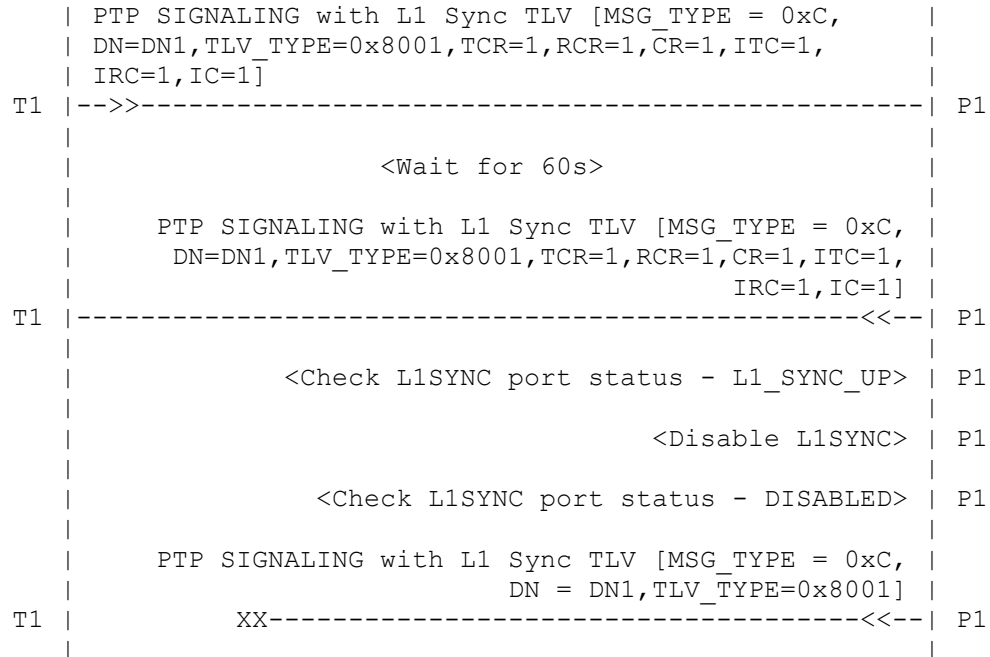 | PTP SIGNALING with L1 Sync TLV [MSG_TYPE = 0xC, |
| DN=DN1,TLV_TYPE=0x8001,TCR=1,RCR=1,CR=1,ITC=1, |
| IRC=1,IC=1] |
T1 |-->>-------------------------------------------------| P1
| |
| <Wait for 60s> |
| |
| PTP SIGNALING with L1 Sync TLV [MSG_TYPE = 0xC, |
| DN=DN1,TLV_TYPE=0x8001,TCR=1,RCR=1,CR=1,ITC=1, |
| IRC=1,IC=1] |
T1 |-------------------------------------------------<<--| P1
| |
| <Check L1SYNC port status - L1_SYNC_UP> | P1
| |
| <Disable L1SYNC> | P1
| |
| <Check L1SYNC port status - DISABLED> | P1
| |
| PTP SIGNALING with L1 Sync TLV [MSG_TYPE = 0xC, |
| DN = DN1,TLV_TYPE=0x8001] |
T1 | XX-------------------------------------<<--| P1
| |